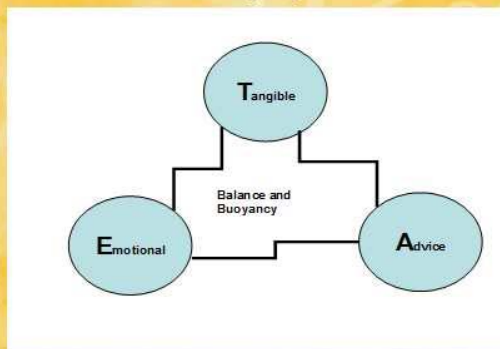 Tangible
Balance and
Buoyancy
Emotional
Advice